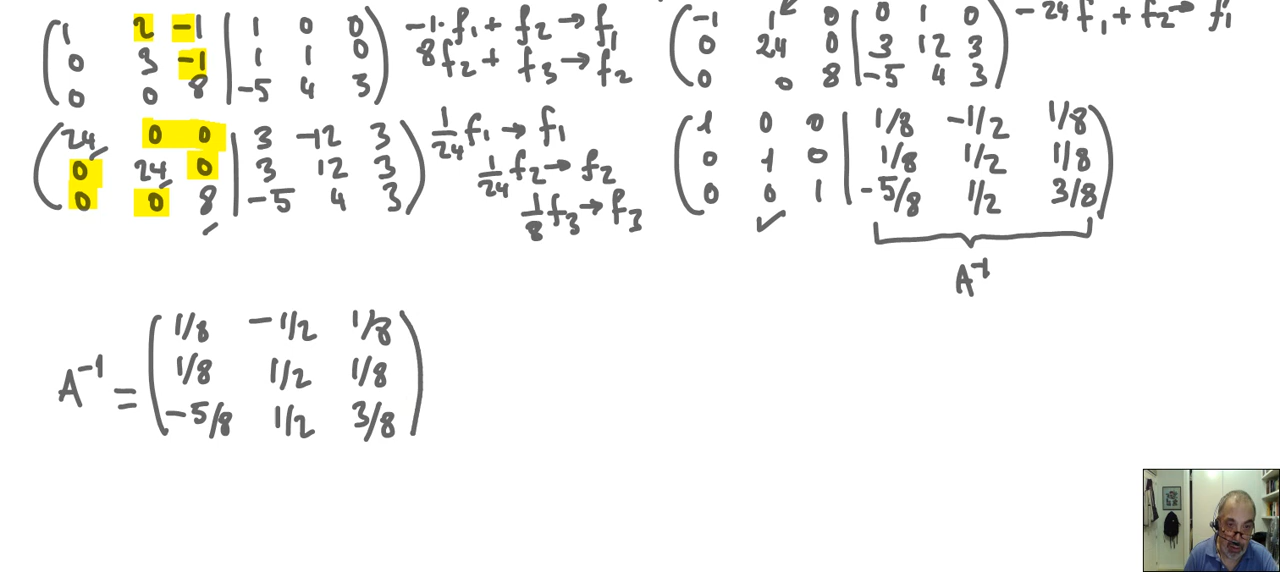 ( 1 2 -1 | 1 0 0 ) -1·f₁ + f₂ → f₁
( 0 3 -1 | 1 1 0 ) 8f₂ + f₃ → f₂
( 0 0 8 | -5 4 3 )
( -1 1 0 | 0 1 0 ) -24f₁ + f₂ → f₁
( 0 24 0 | 3 12 3 )
( 0 0 8 | -5 4 3 )
( 24 0 0 | 3 -12 3 ) 1/24 f₁ → f₁
( 0 24 0 | 3 12 3 ) 1/24 f₂ → f₂
( 0 0 8 | -5 4 3 ) 1/8 f₃ → f₃
( 1 0 0 | 1/8 -1/2 1/8 )
( 0 1 0 | 1/8 1/2 1/8 )
( 0 0 1 | -5/8 1/2 3/8 )
A⁻¹
( 1/8 -1/2 1/8 )
A⁻¹ = ( 1/8 1/2 1/8 )
( -5/8 1/2 3/8 )